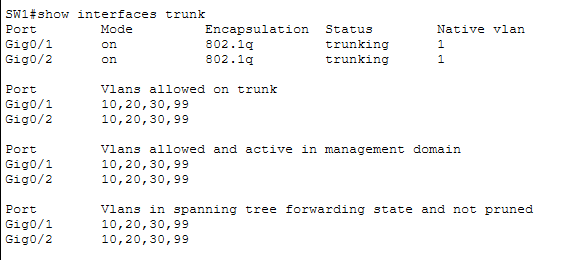 SW1#show interfaces trunk
Port        Mode         Encapsulation  Status        Native vlan
Gig0/1      on           802.1q         trunking      1
Gig0/2      on           802.1q         trunking      1

Port        Vlans allowed on trunk
Gig0/1      10,20,30,99
Gig0/2      10,20,30,99

Port        Vlans allowed and active in management domain
Gig0/1      10,20,30,99
Gig0/2      10,20,30,99

Port        Vlans in spanning tree forwarding state and not pruned
Gig0/1      10,20,30,99
Gig0/2      10,20,30,99